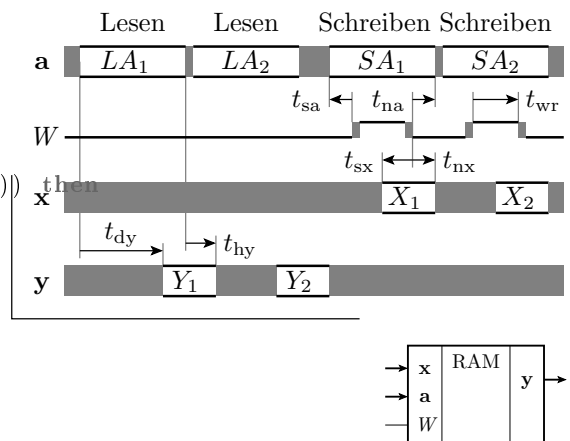 Lesen Lesen Schreiben Schreiben
a LA1 LA2 SA1 SA2
tsa tna twr
W
tsx tnx
)) then
x X1 X2
tdy thy
y Y1 Y2
RAM
x
y
a
W